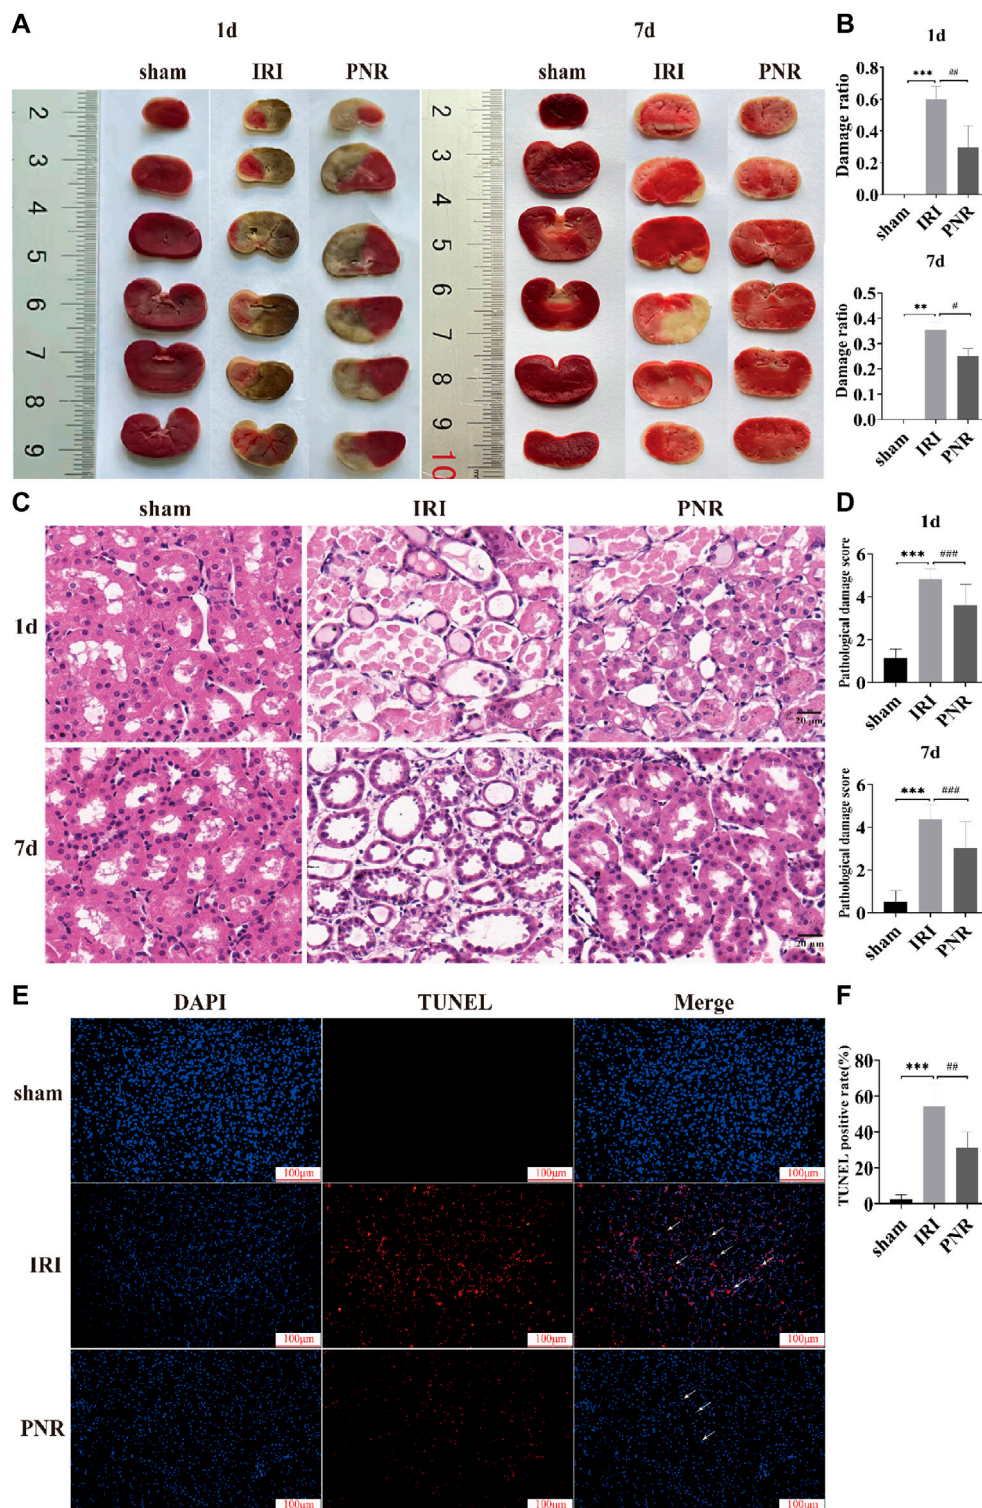 A
1d
7d
sham
IRI
PNR
sham
IRI
PNR
2
3
4
5
6
7
8
9
2
3
4
5
6
7
8
9
10
B
1d
Damage ratio
0.8
0.6
0.4
0.2
0.0
***
##
sham
IRI
PNR
7d
Damage ratio
0.5
0.4
0.3
0.2
0.1
0.0
**
#
sham
IRI
PNR
C
sham
IRI
PNR
1d
20 μm
7d
20 μm
D
1d
Pathological damage score
6
4
2
0
***
###
sham
IRI
PNR
7d
Pathological damage score
6
4
2
0
***
###
sham
IRI
PNR
E
DAPI
TUNEL
Merge
sham
100μm
100μm
100μm
IRI
100μm
100μm
100μm
PNR
100μm
100μm
100μm
F
TUNEL positive rate(%)
80
60
40
20
0
***
##
sham
IRI
PNR